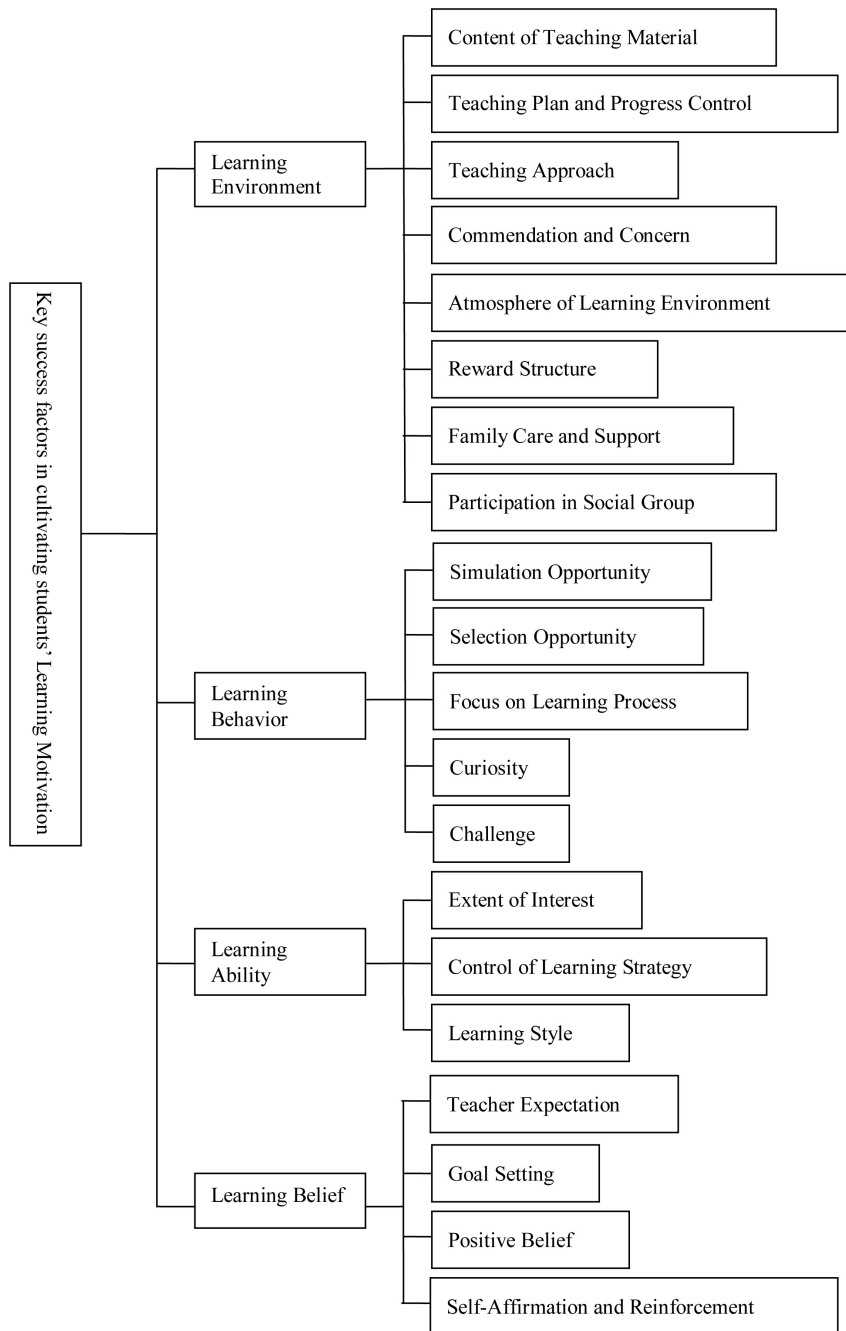 Key success factors in cultivating students' Learning Motivation
Learning
Environment
Content of Teaching Material
Teaching Plan and Progress Control
Teaching Approach
Commendation and Concern
Atmosphere of Learning Environment
Reward Structure
Family Care and Support
Participation in Social Group
Learning
Behavior
Simulation Opportunity
Selection Opportunity
Focus on Learning Process
Curiosity
Challenge
Learning
Ability
Extent of Interest
Control of Learning Strategy
Learning Style
Learning Belief
Teacher Expectation
Goal Setting
Positive Belief
Self-Affirmation and Reinforcement